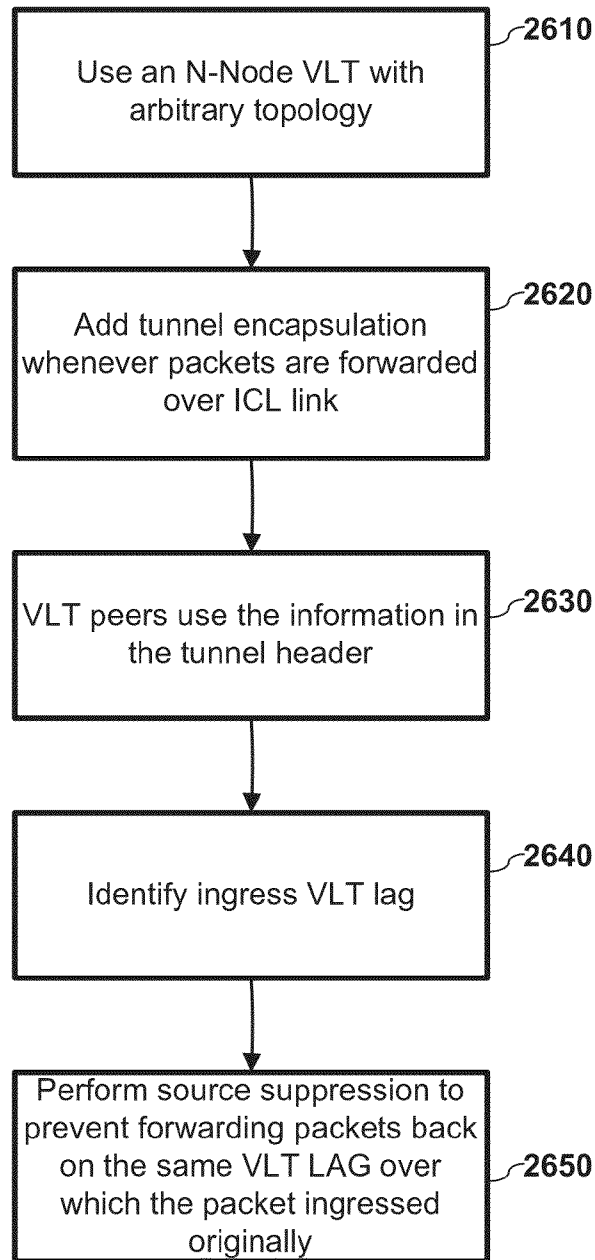 2610
Use an N-Node VLT with
arbitrary topology
2620
Add tunnel encapsulation
whenever packets are forwarded
over ICL link
2630
VLT peers use the information in
the tunnel header
2640
Identify ingress VLT lag
2650
Perform source suppression to
prevent forwarding packets back
on the same VLT LAG over
which the packet ingressed
originally